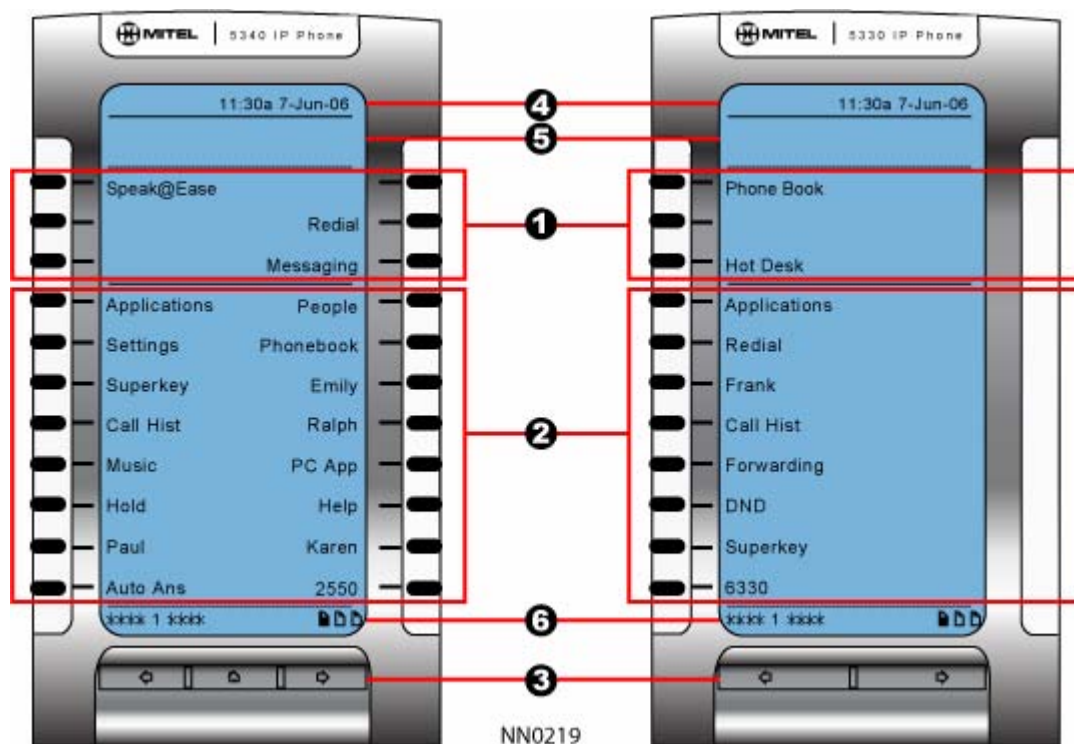 MITEL | 5340 IP Phone
11:30a 7-Jun-06
Speak@Ease
Redial
Messaging
Applications People
Settings Phonebook
Superkey Emily
Call Hist Ralph
Music PC App
Hold Help
Paul Karen
Auto Ans 2550
**** 1 ****
4
5
1
2
6
3
NN0219
MITEL | 5330 IP Phone
11:30a 7-Jun-06
Phone Book
Hot Desk
Applications
Redial
Frank
Call Hist
Forwarding
DND
Superkey
6330
**** 1 ****